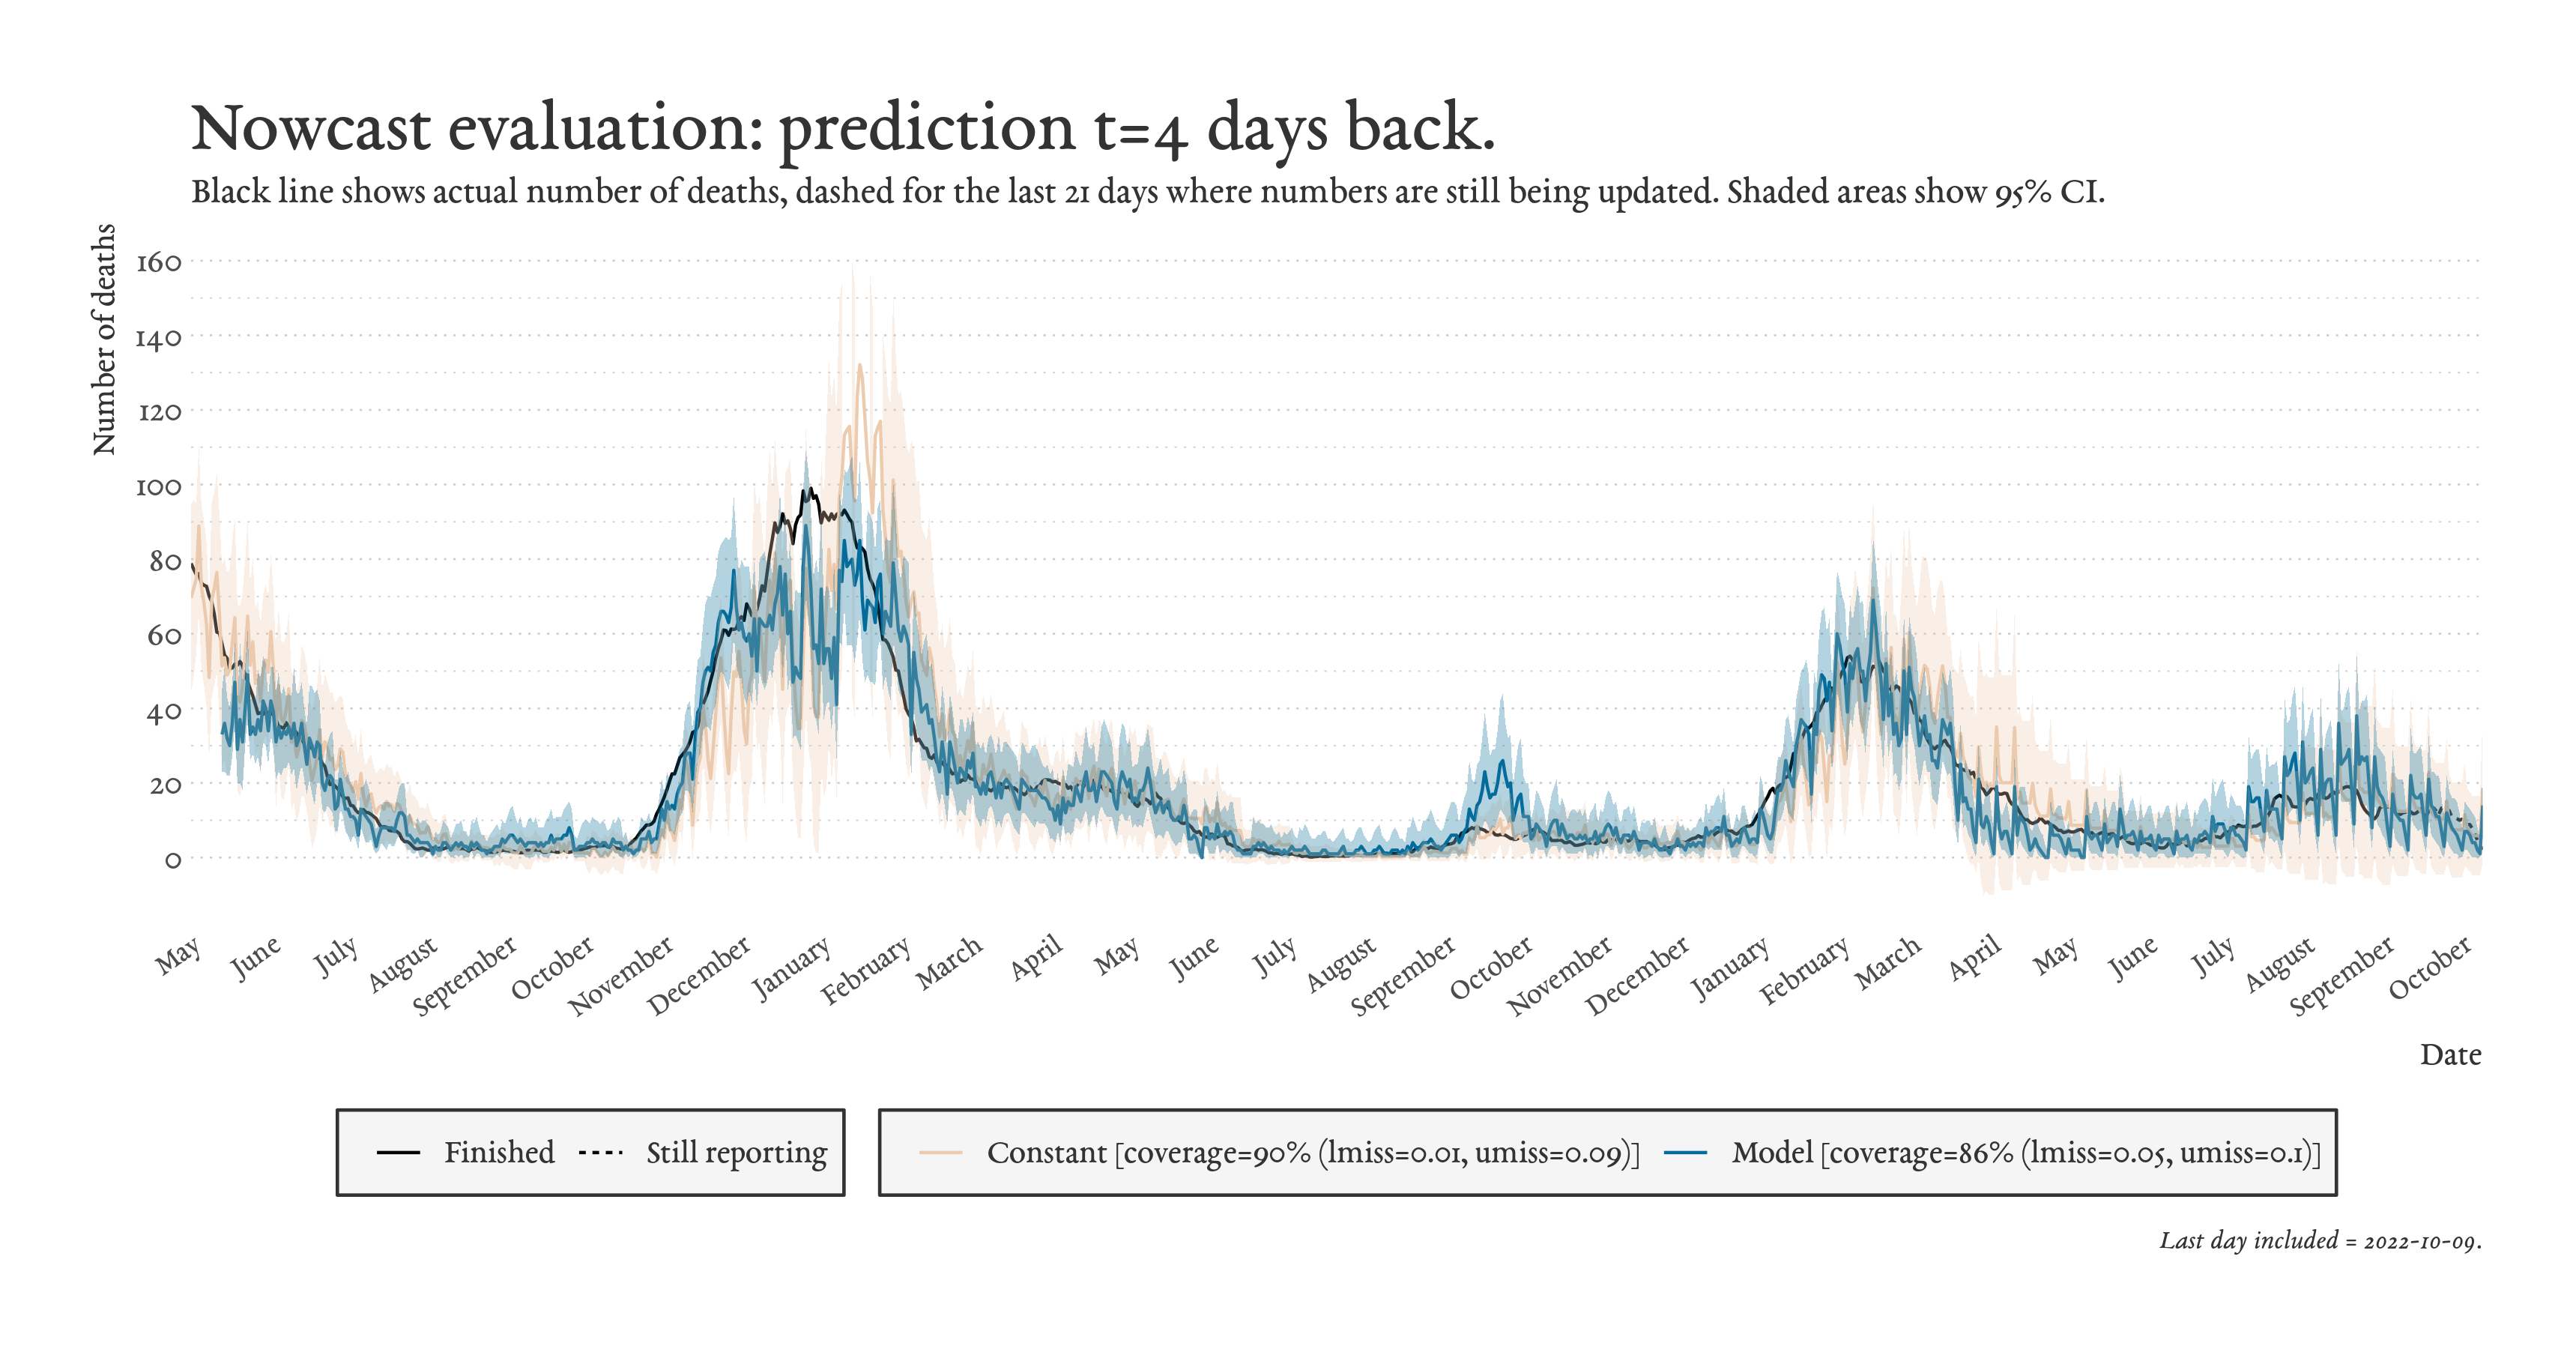 Nowcast evaluation: prediction t=4 days back.
Black line shows actual number of deaths, dashed for the last 21 days where numbers are still being updated. Shaded areas show 95% CI.
Number of deaths
160
140
120
100
80
60
40
20
0
May
June
July
August
September
October
November
December
January
February
March
April
May
June
July
August
September
October
November
December
January
February
March
April
May
June
July
August
September
October
Date
Finished
Still reporting
Constant [coverage=90% (lmiss=0.01, umiss=0.09)]
Model [coverage=86% (lmiss=0.05, umiss=0.1)]
Last day included = 2022-10-09.